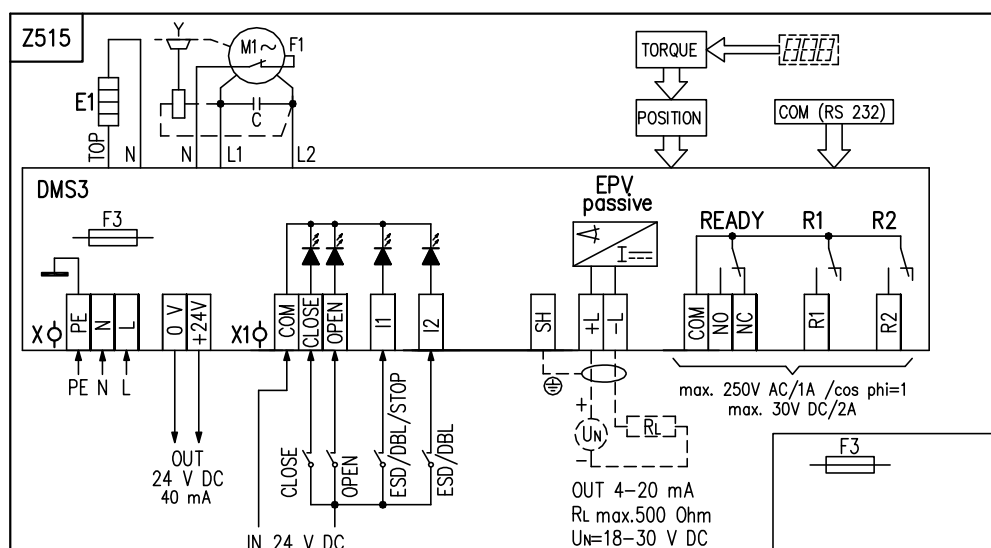 Z515
Y
M1~
F1
E1
C
TOP
N
N
L1
L2
TORQUE
POSITION
COM (RS 232)
DMS3
F3
EPV
passive
READY
R1
R2
X
PE
N
L
0 V
+24V
X1
COM
CLOSE
OPEN
I1
I2
SH
+L
-L
COM
NO
NC
R1
R2
PE
N
L
max. 250V AC/1A /cos phi=1
max. 30V DC/2A
OUT
24 V DC
40 mA
CLOSE
OPEN
ESD/DBL/STOP
ESD/DBL
+
UN
-
RL
F3
OUT 4-20 mA
RL max.500 Ohm
UN=18-30 V DC
IN 24 V DC